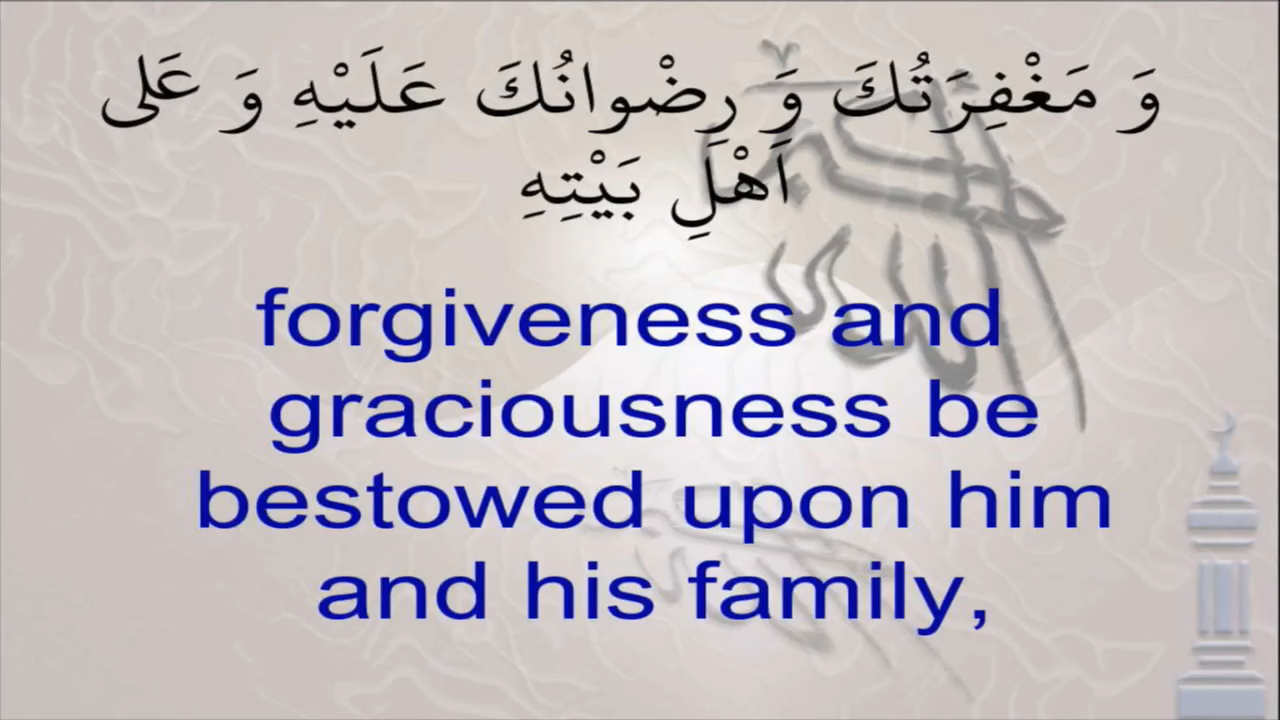 وَ مَغْفِرَتُكَ وَ رِضْوانُكَ عَلَيْهِ وَ عَلى
اَهْلِ بَيْتِهِ
forgiveness and
graciousness be
bestowed upon him
and his family,